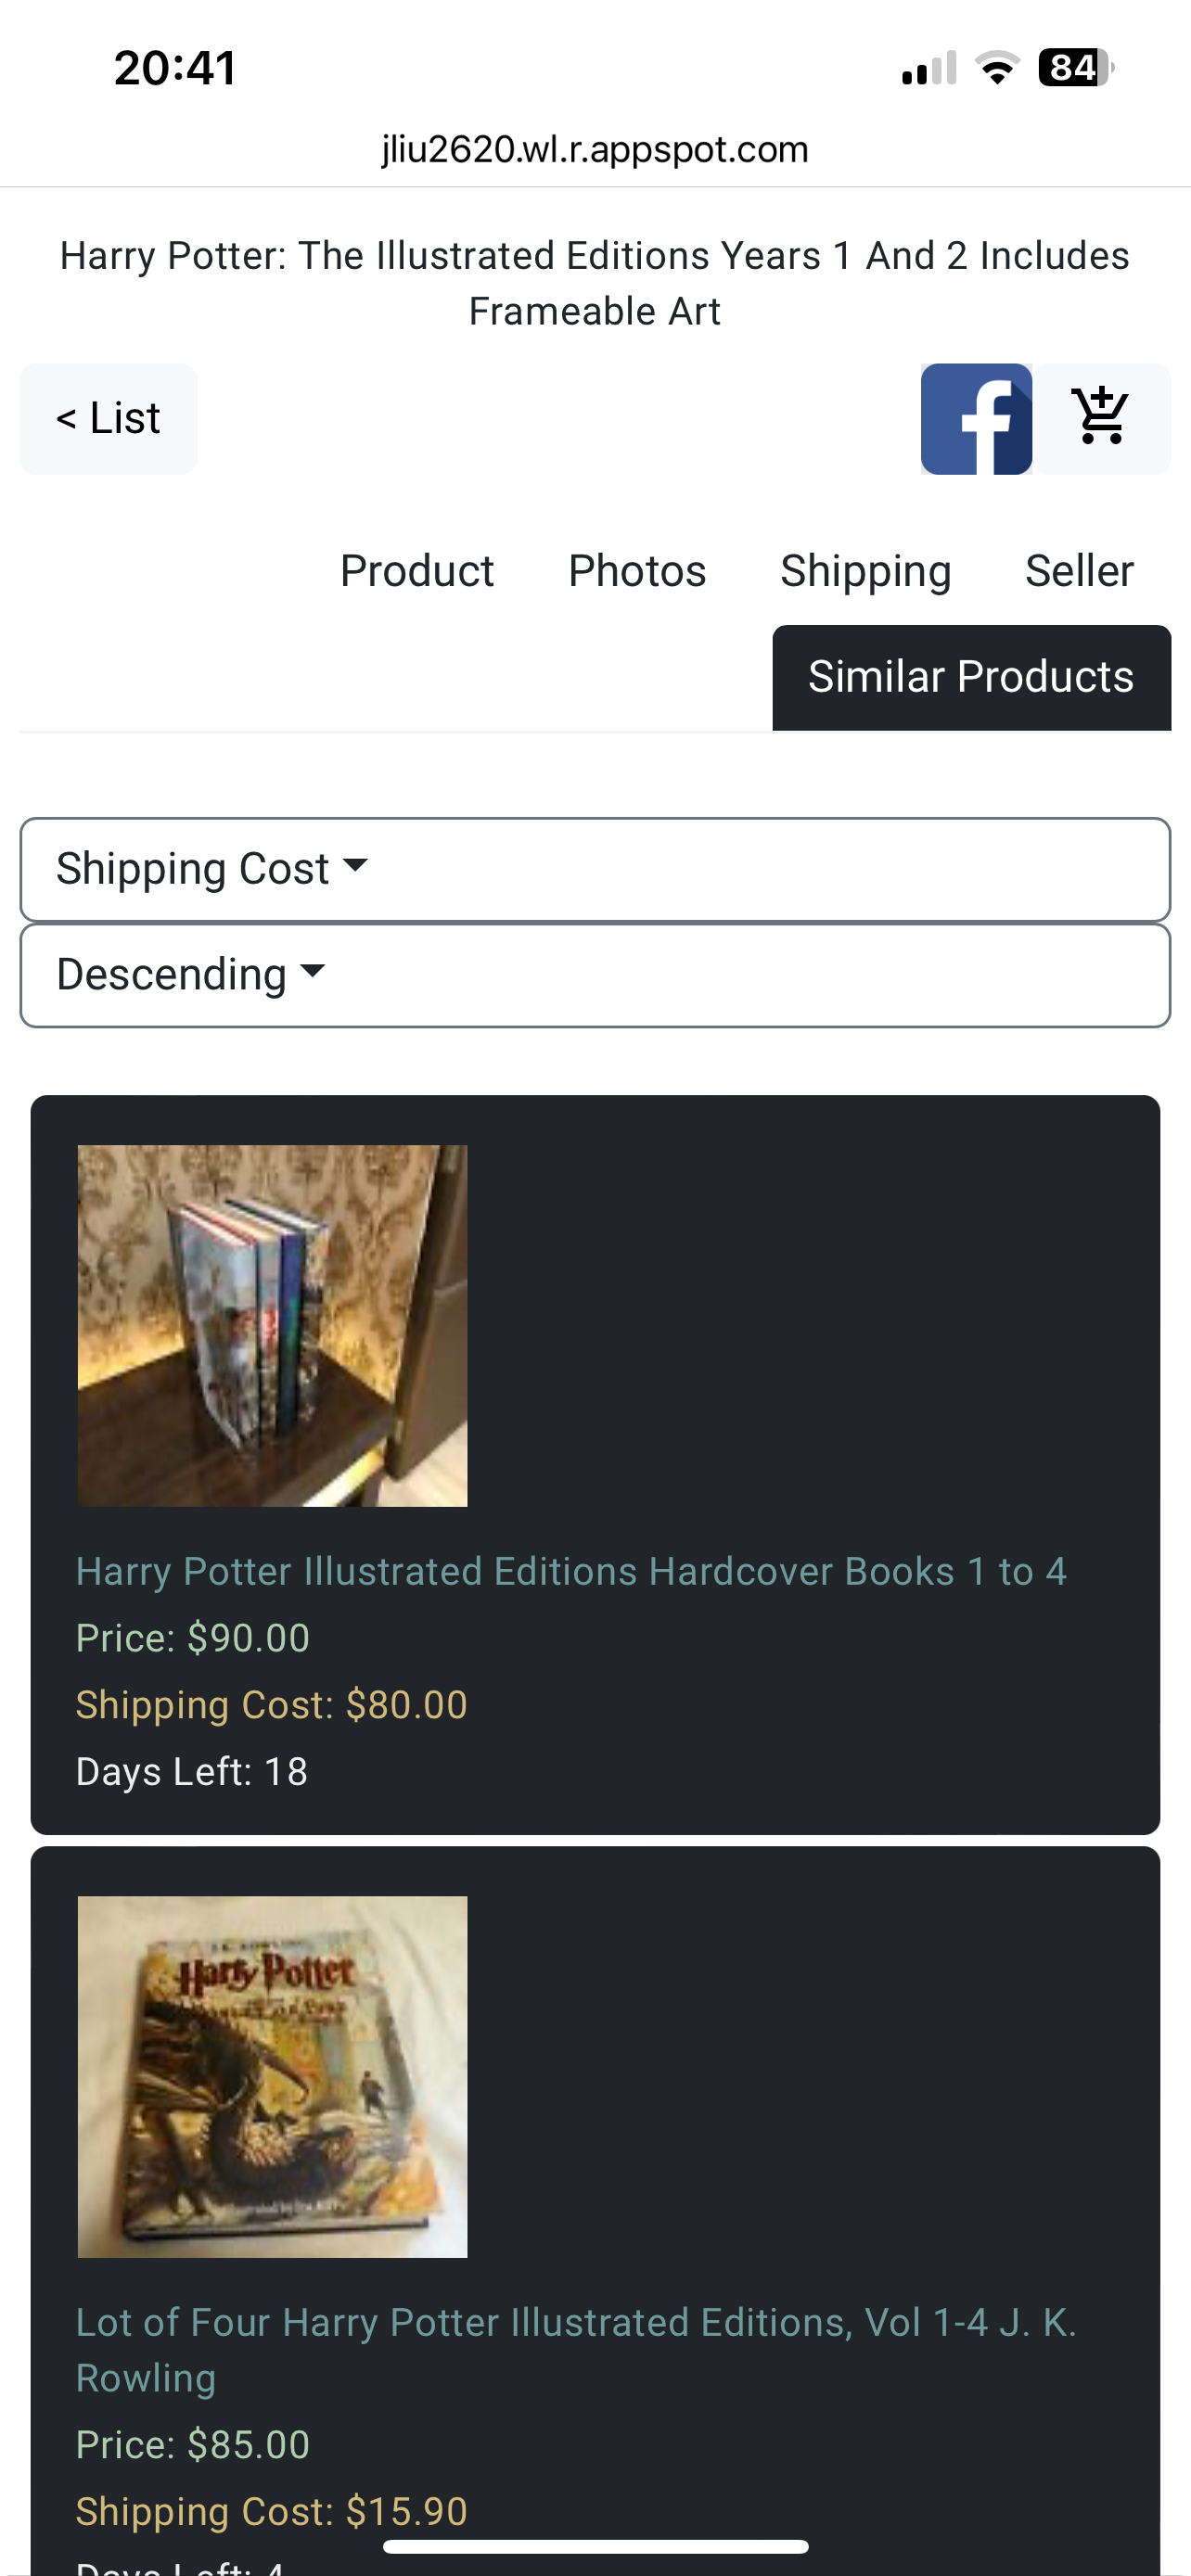 20:41
84
jliu2620.wl.r.appspot.com
Harry Potter: The Illustrated Editions Years 1 And 2 Includes
Frameable Art
< List
f
Product Photos Shipping Seller
Similar Products
Shipping Cost
Descending
Harry Potter Illustrated Editions Hardcover Books 1 to 4
Price: $90.00
Shipping Cost: $80.00
Days Left: 18
Harry Potter
Lot of Four Harry Potter Illustrated Editions, Vol 1-4 J. K.
Rowling
Price: $85.00
Shipping Cost: $15.90
Days Left: 4